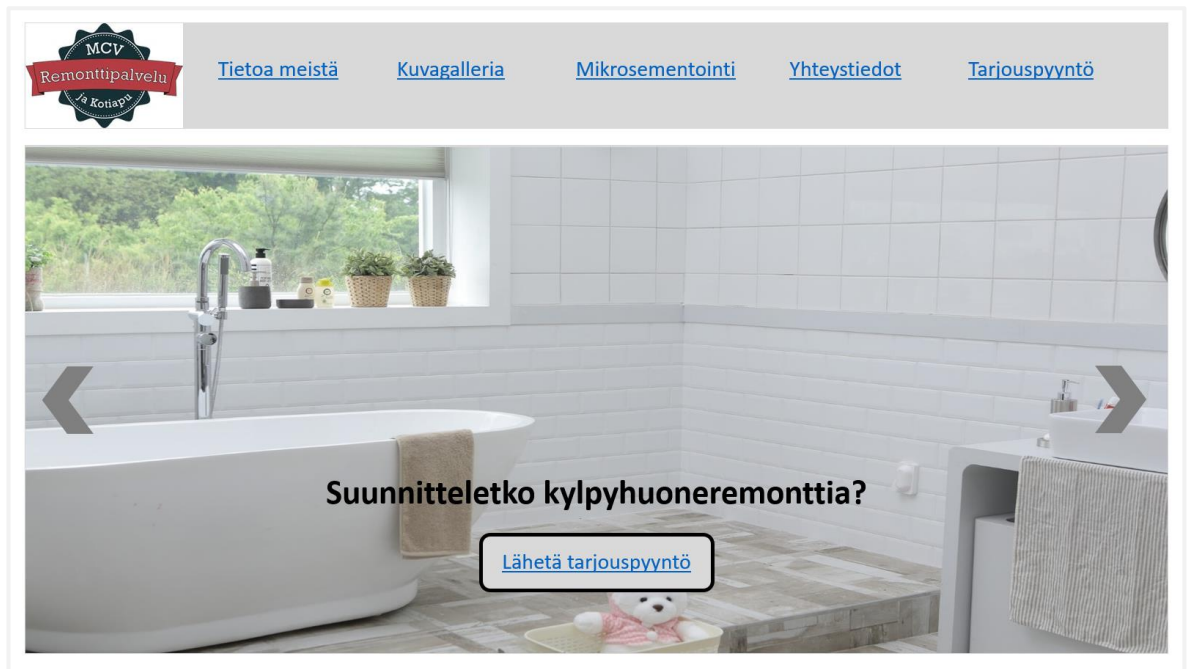 MCV
Remonttipalvelu
ja Kotiapu
Tietoa meistä
Kuvagalleria
Mikrosementointi
Yhteystiedot
Tarjouspyyntö
Suunnitteletko kylpyhuoneremonttia?
Lähetä tarjouspyyntö